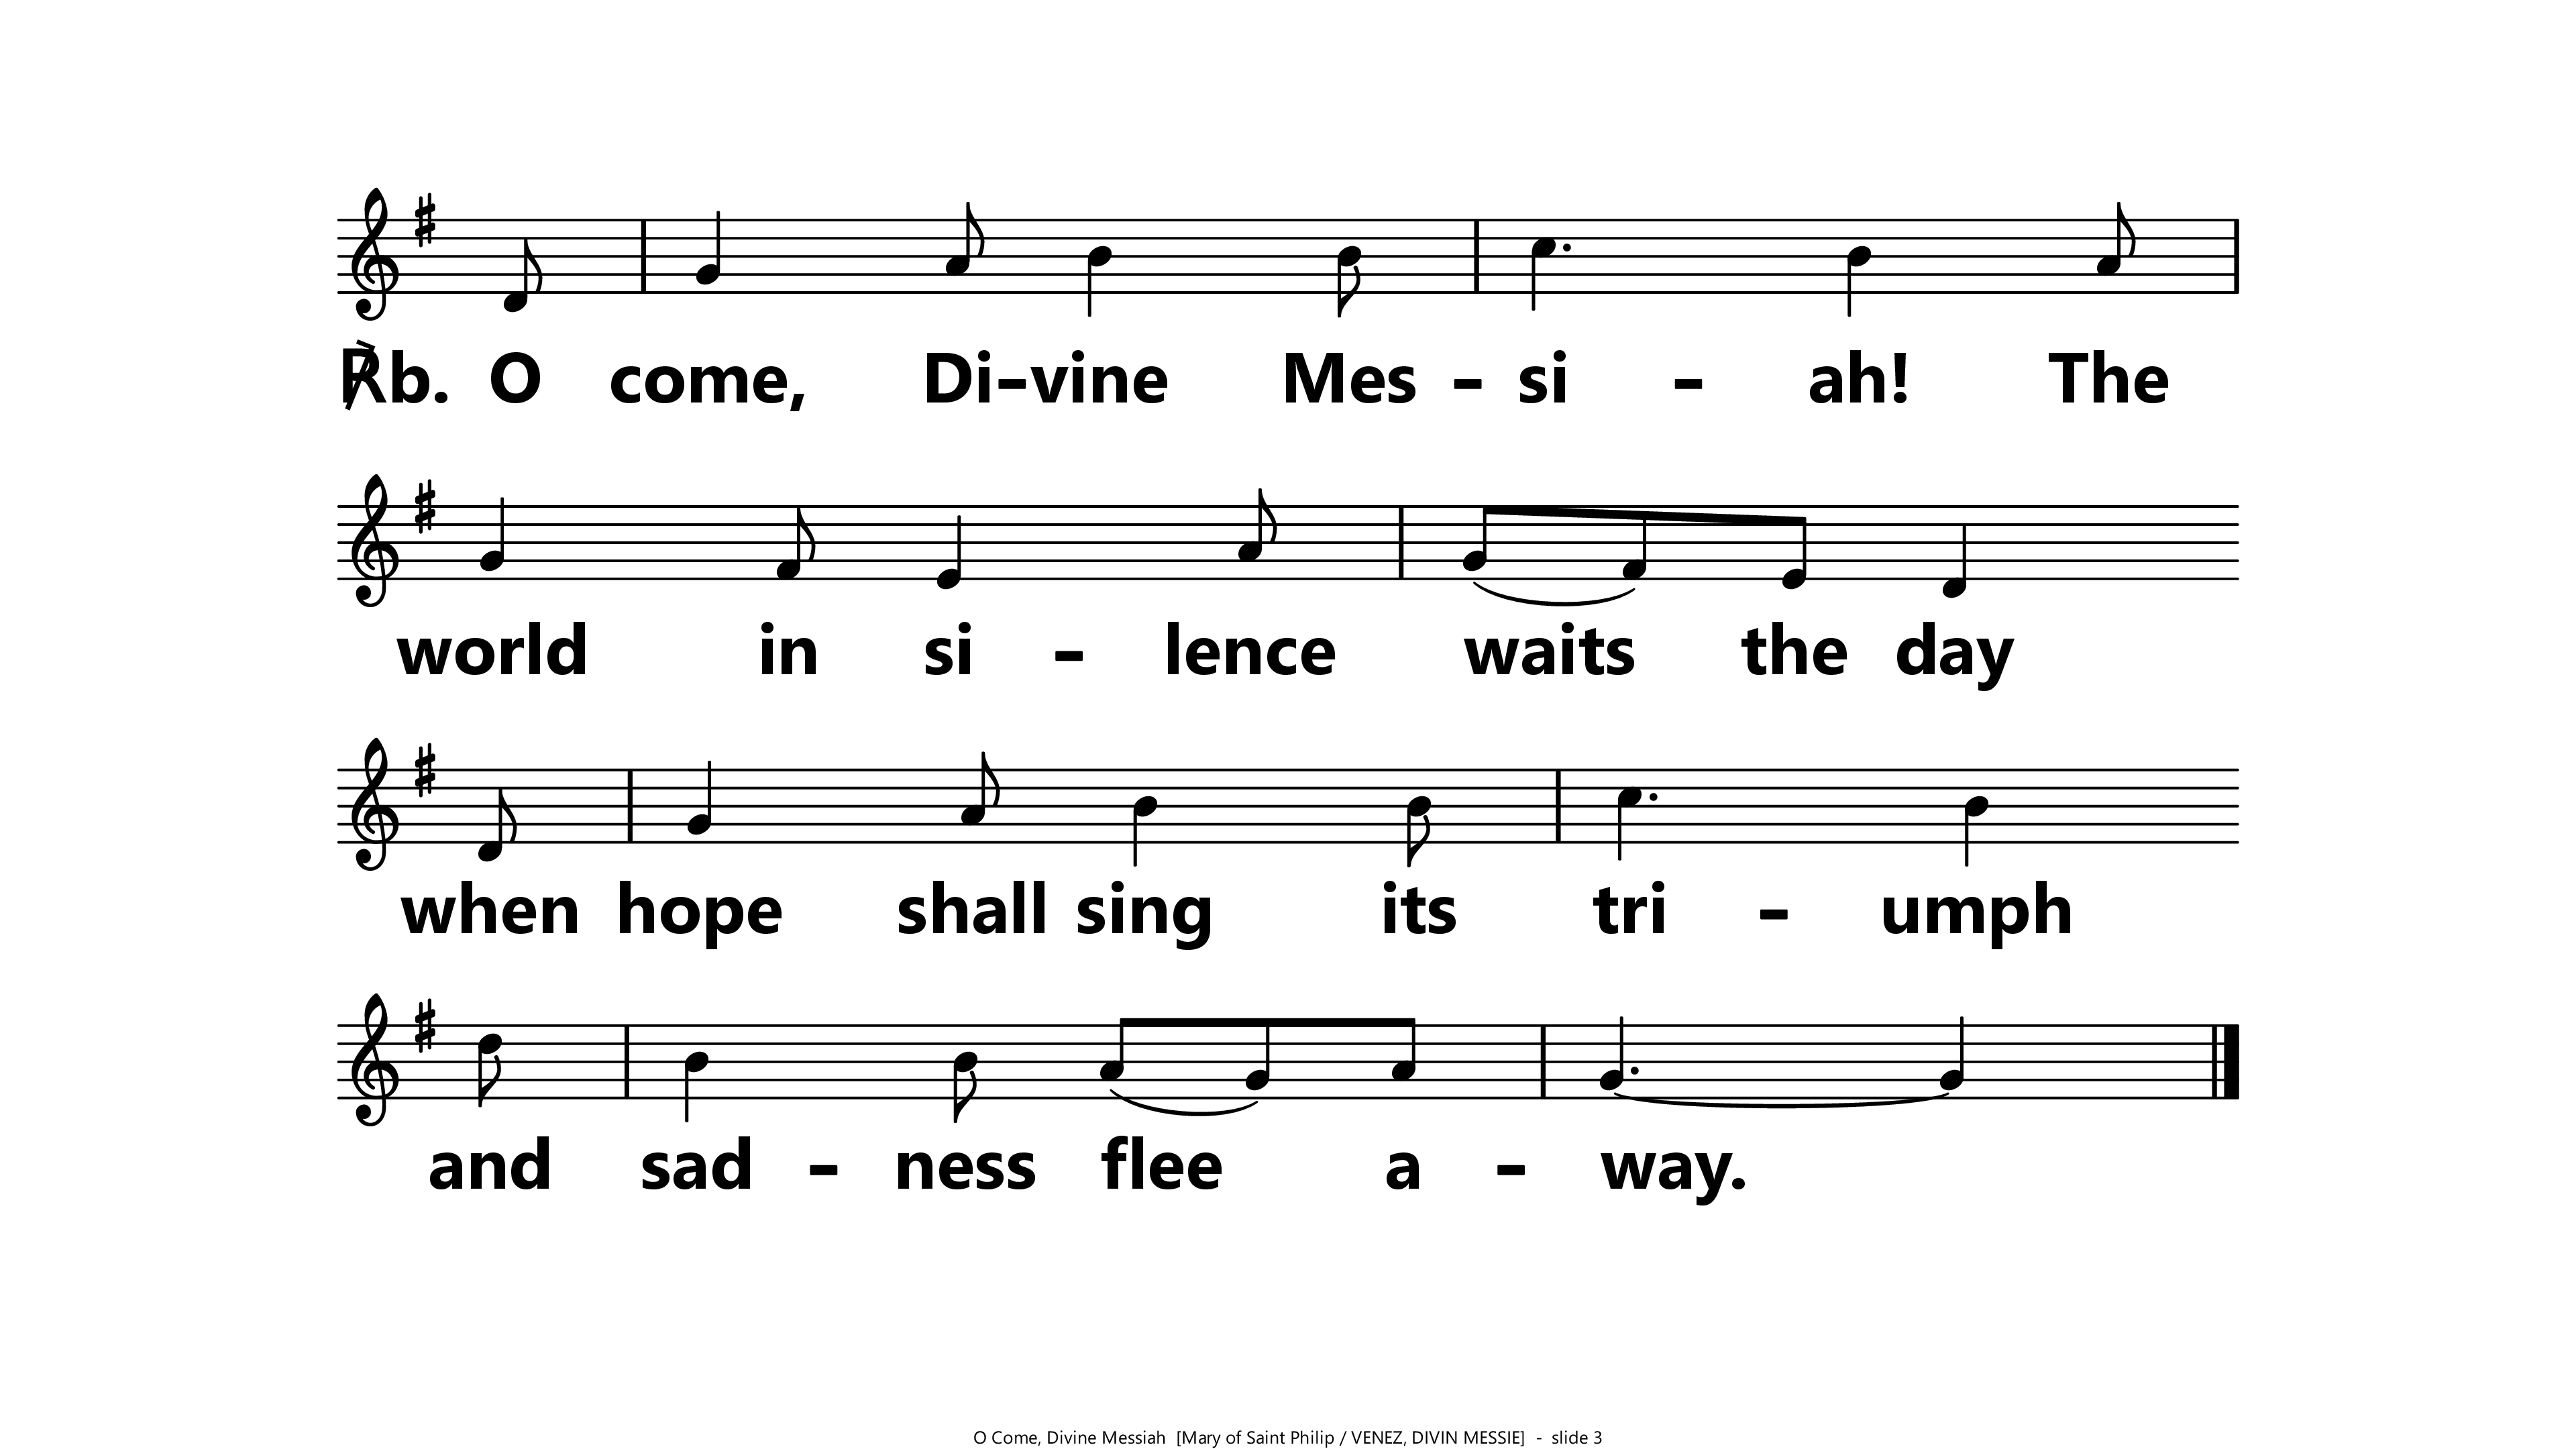 ℟b. O come, Di–vine Mes – si – ah! The
world in si – lence waits the day
when hope shall sing its tri – umph
and sad – ness flee a – way.
O Come, Divine Messiah [Mary of Saint Philip / VENEZ, DIVIN MESSIE] - slide 3